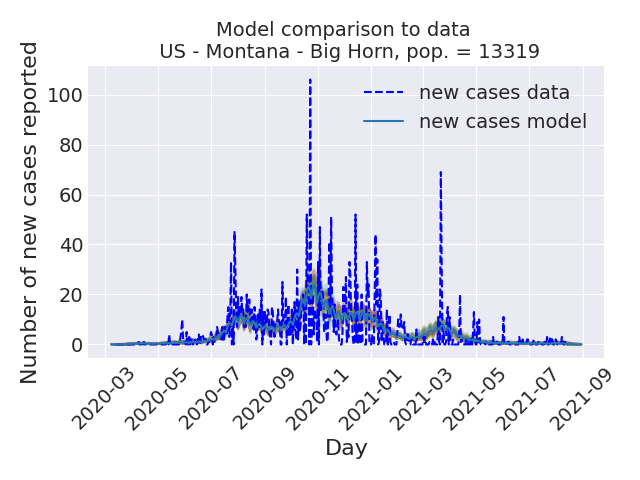 Model comparison to data
US - Montana - Big Horn, pop. = 13319
Number of new cases reported
100
80
60
40
20
0
new cases data
new cases model
2020-03
2020-05
2020-07
2020-09
2020-11
2021-01
2021-03
2021-05
2021-07
2021-09
Day